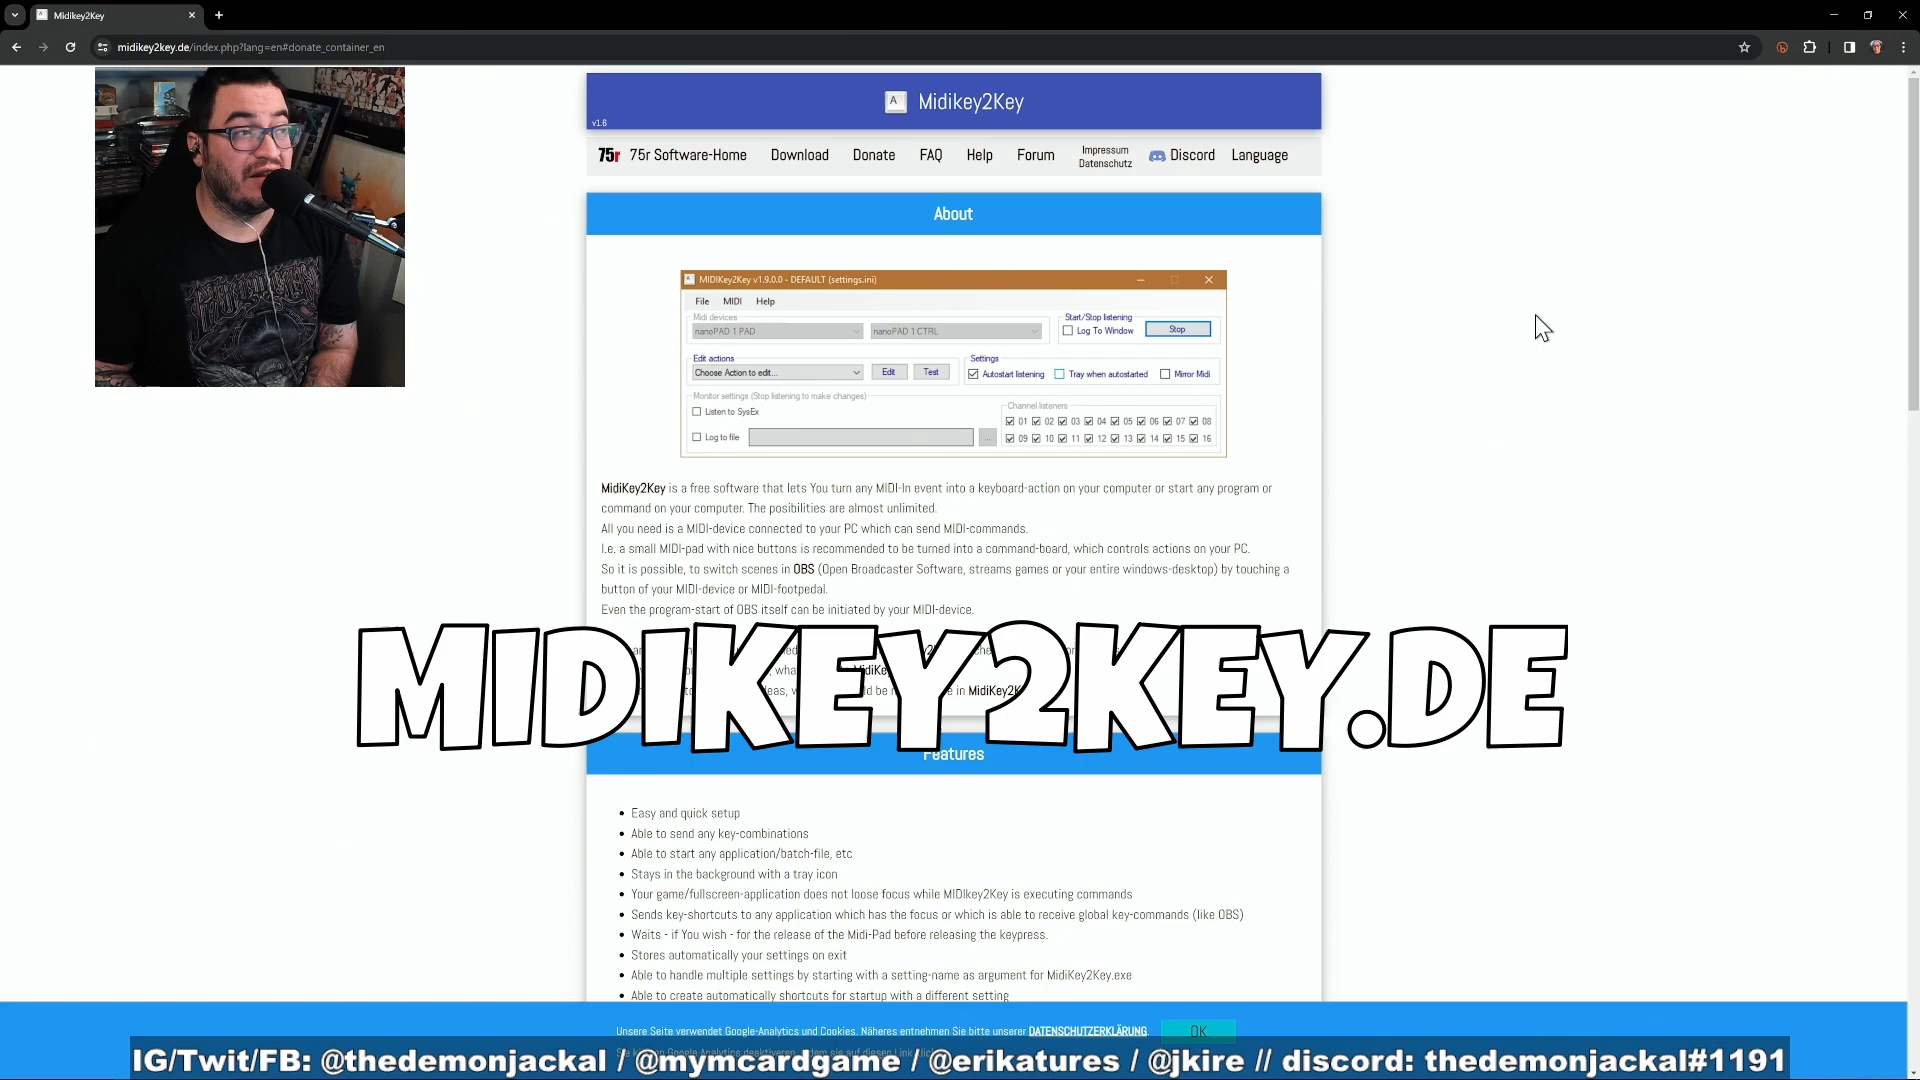 Midikey2Key
midikey2key.de/index.php?lang=en#donate_container_en
A Midikey2Key
v1.6
75r 75r Software-Home Download Donate FAQ Help Forum Impressum Datenschutz Discord Language
About
MIDIKey2Key v1.9.0.0 - DEFAULT (settings.ini)
File MIDI Help
Midi devices
nanoPAD 1 PAD
nanoPAD 1 CTRL
Start/Stop listening
Log To Window
Stop
Edit actions
Choose Action to edit...
Edit
Test
Settings
Autostart listening
Tray when autostarted
Mirror Midi
Monitor settings (Stop listening to make changes)
Listen to SysEx
Log to file
...
Channel listeners
01 02 03 04 05 06 07 08
09 10 11 12 13 14 15 16
MidiKey2Key is a free software that lets You turn any MIDI-In event into a keyboard-action on your computer or start any program or
command on your computer. The posibilities are almost unlimited.
All you need is a MIDI-device connected to your PC which can send MIDI-commands.
I.e. a small MIDI-pad with nice buttons is recommended to be turned into a command-board, which controls actions on your PC.
So it is possible, to switch scenes in OBS (Open Broadcaster Software, streams games or your entire windows-desktop) by touching a
button of your MIDI-device or MIDI-footpedal.
Even the program-start of OBS itself can be initiated by your MIDI-device.
MIDIKEY2KEY.DE
Features
Easy and quick setup
Able to send any key-combinations
Able to start any application/batch-file, etc
Stays in the background with a tray icon
Your game/fullscreen-application does not loose focus while MIDIkey2Key is executing commands
Sends key-shortcuts to any application which has the focus or which is able to receive global key-commands (like OBS)
Waits - if You wish - for the release of the Midi-Pad before releasing the keypress.
Stores automatically your settings on exit
Able to handle multiple settings by starting with a setting-name as argument for MidiKey2Key.exe
Able to create automatically shortcuts for startup with a different setting
Unsere Seite verwendet Google-Analytics und Cookies. Näheres entnehmen Sie bitte unserer DATENSCHUTZERKLÄRUNG.
OK
IG/Twit/FB: @thedemonjackal / @mymcardgame / @erikatures / @jkire // discord: thedemonjackal#1191